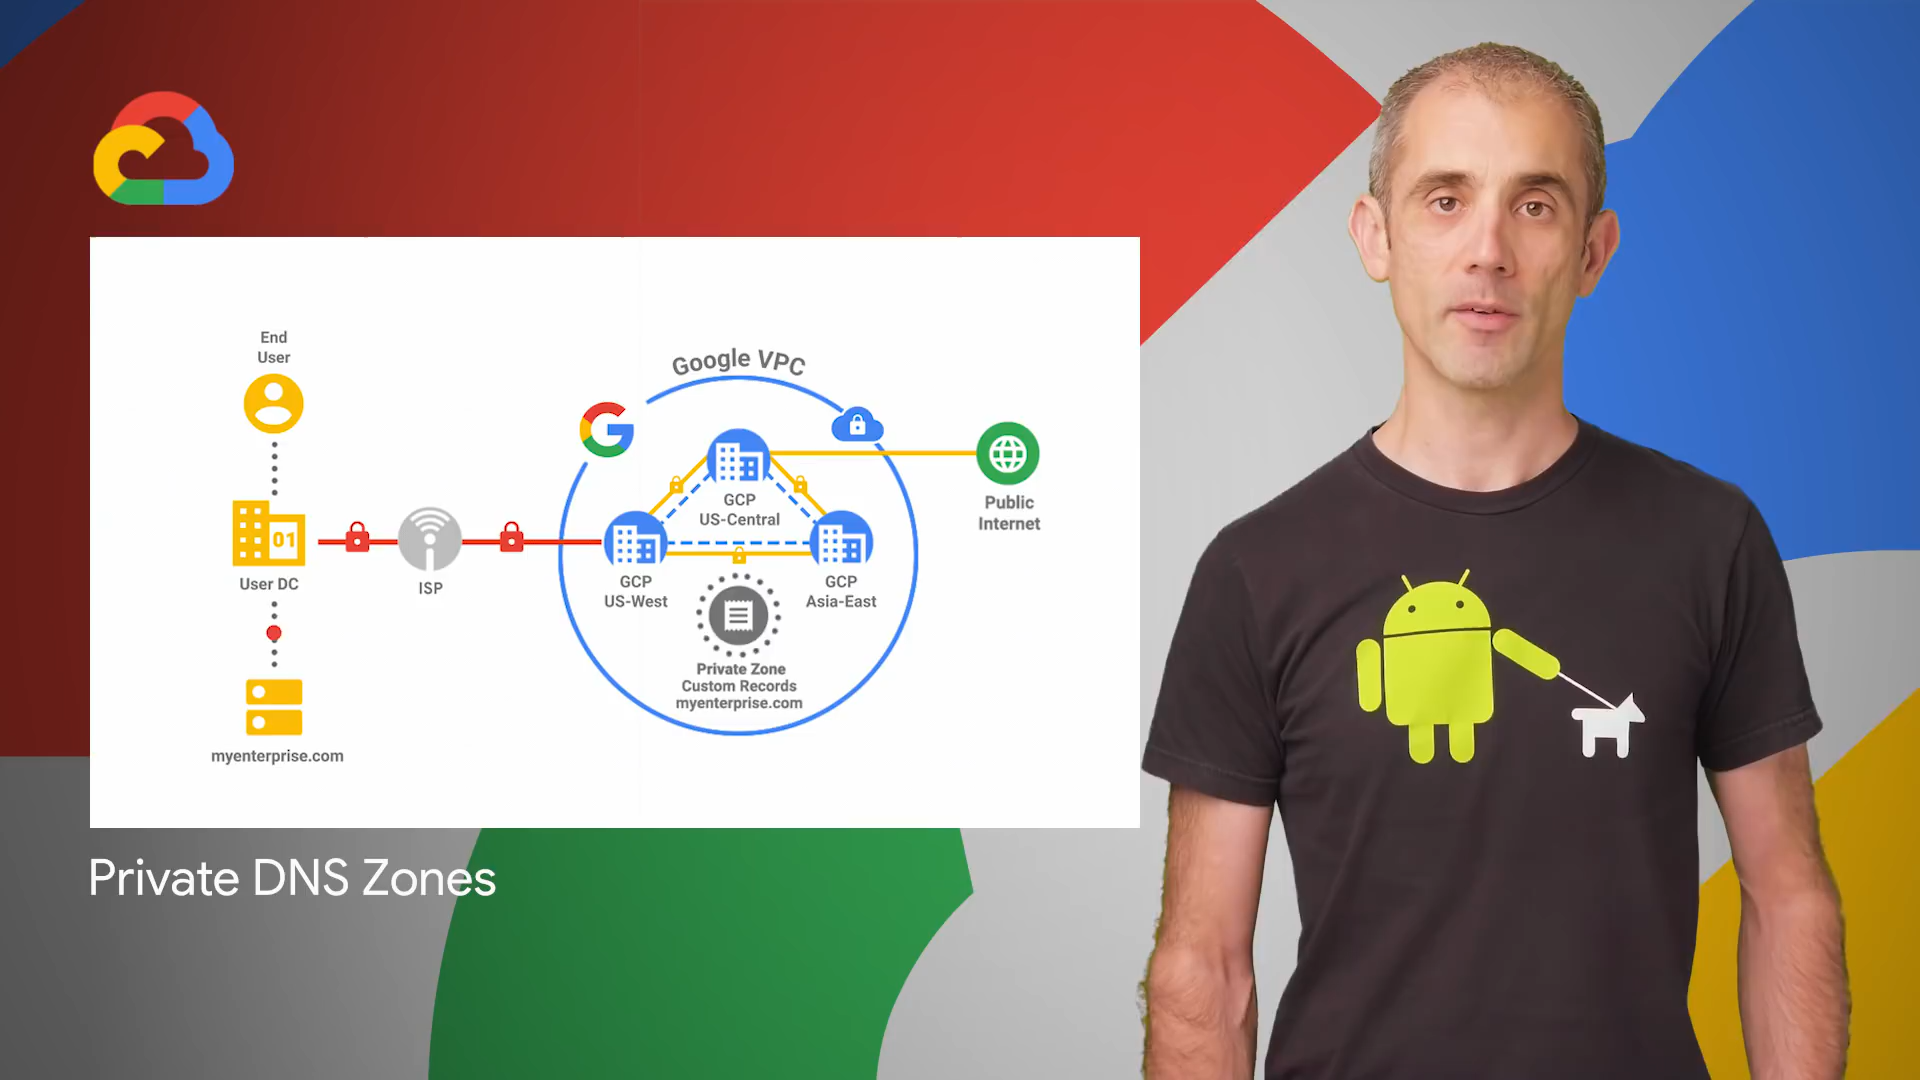 End
User
01
User DC
myenterprise.com
ISP
Google VPC
GCP
US-Central
GCP
US-West
GCP
Asia-East
Private Zone
Custom Records
myenterprise.com
Public
Internet
Private DNS Zones